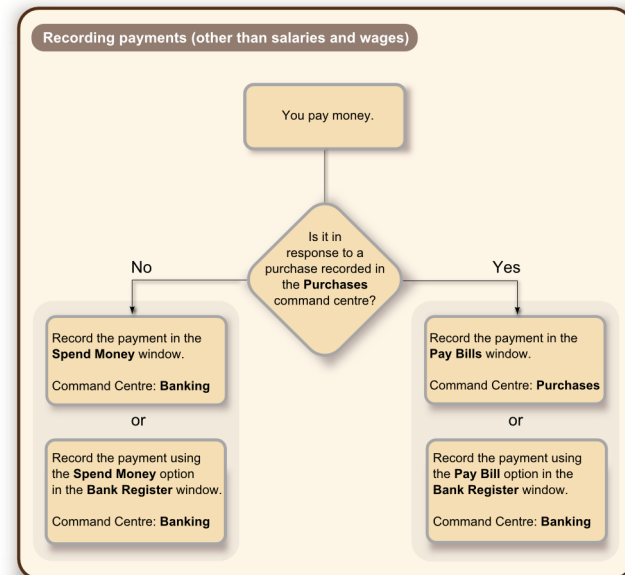 Recording payments (other than salaries and wages)
You pay money.
Is it in
response to a
purchase recorded in
the Purchases
command centre?
No
Yes
Record the payment in the
Spend Money window.
Command Centre: Banking
or
Record the payment using
the Spend Money option
in the Bank Register window.
Command Centre: Banking
Record the payment in the
Pay Bills window.
Command Centre: Purchases
or
Record the payment using
the Pay Bill option in the
Bank Register window.
Command Centre: Banking